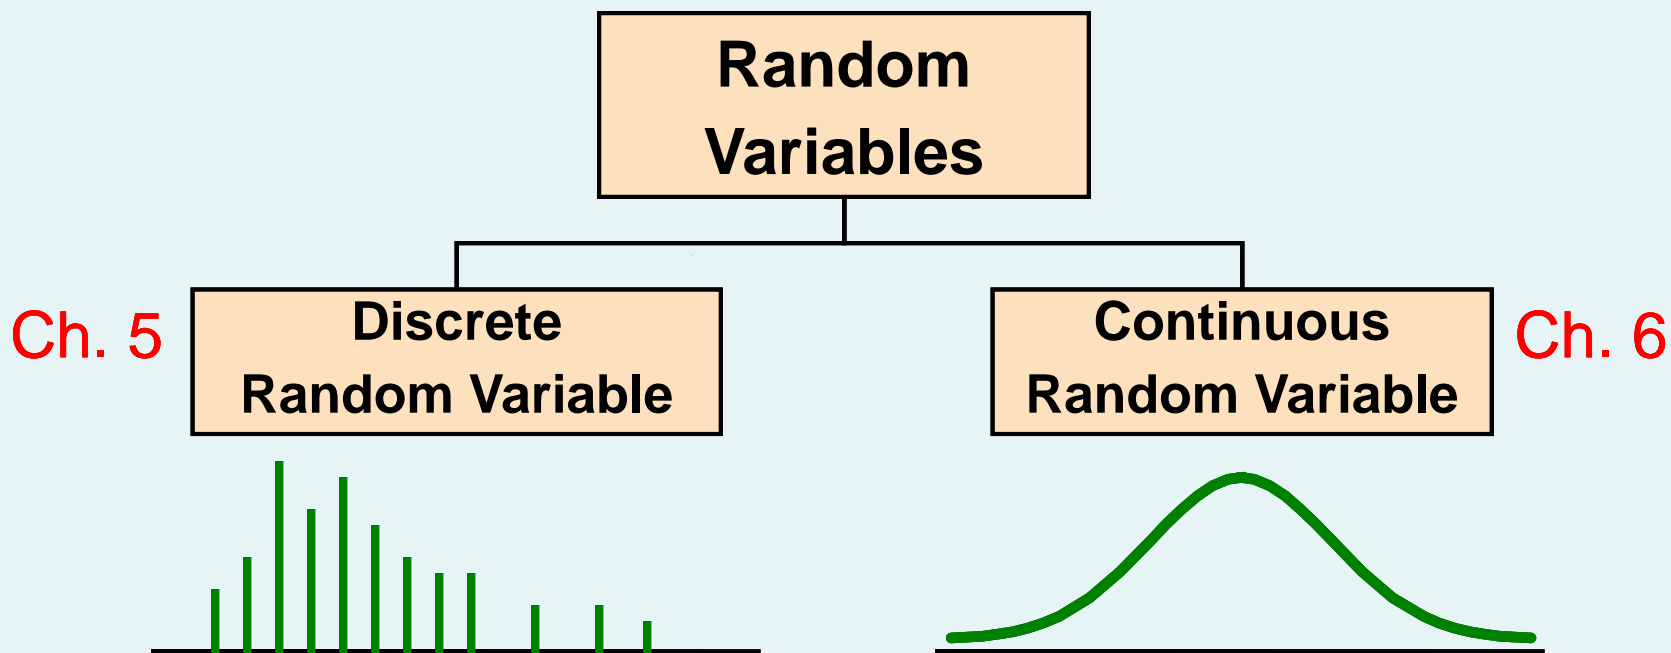 Random
Variables
Ch. 5
Discrete
Random Variable
Continuous
Random Variable
Ch. 6